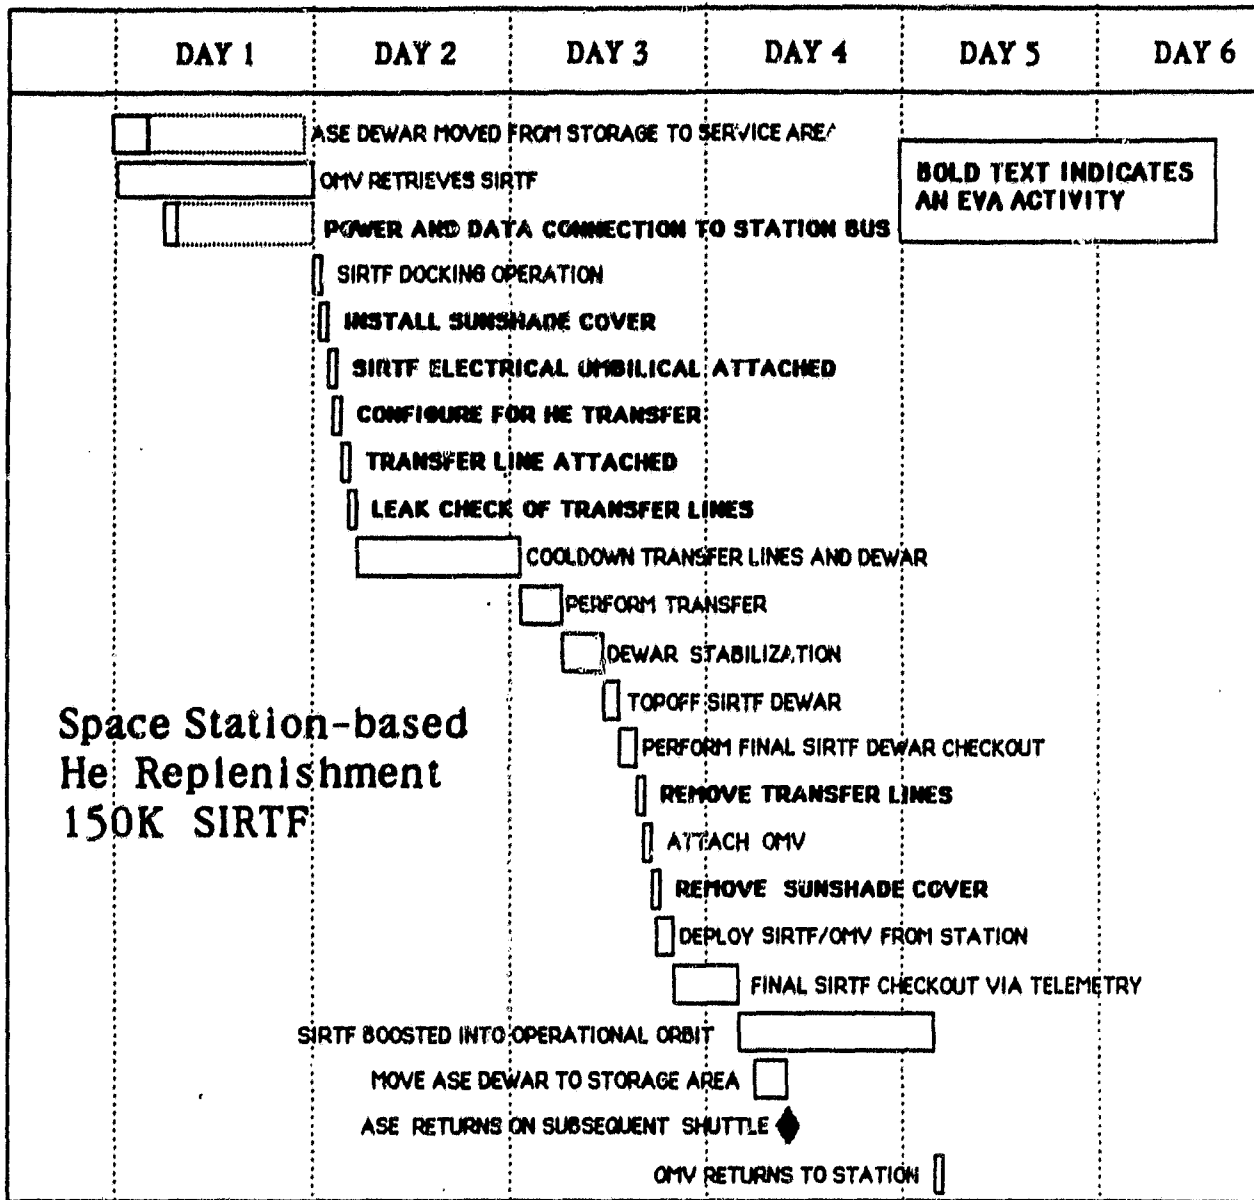 DAY 1 DAY 2 DAY 3 DAY 4 DAY 5 DAY 6
ASE DEWAR MOVED FROM STORAGE TO SERVICE AREA
BOLD TEXT INDICATES
AN EVA ACTIVITY
OMV RETRIEVES SIRTF
POWER AND DATA CONNECTION TO STATION BUS
SIRTF DOCKING OPERATION
INSTALL SUNSHADE COVER
SIRTF ELECTRICAL UMBILICAL ATTACHED
CONFIGURE FOR HE TRANSFER
TRANSFER LINE ATTACHED
LEAK CHECK OF TRANSFER LINES
COOLDOWN TRANSFER LINES AND DEWAR
PERFORM TRANSFER
DEWAR STABILIZATION
TOPOFF SIRTF DEWAR
Space Station-based
He Replenishment
150K SIRTF
PERFORM FINAL SIRTF DEWAR CHECKOUT
REMOVE TRANSFER LINES
ATTACH OMV
REMOVE SUNSHADE COVER
DEPLOY SIRTF/OMV FROM STATION
FINAL SIRTF CHECKOUT VIA TELEMETRY
SIRTF BOOSTED INTO OPERATIONAL ORBIT
MOVE ASE DEWAR TO STORAGE AREA
ASE RETURNS ON SUBSEQUENT SHUTTLE
OMV RETURNS TO STATION